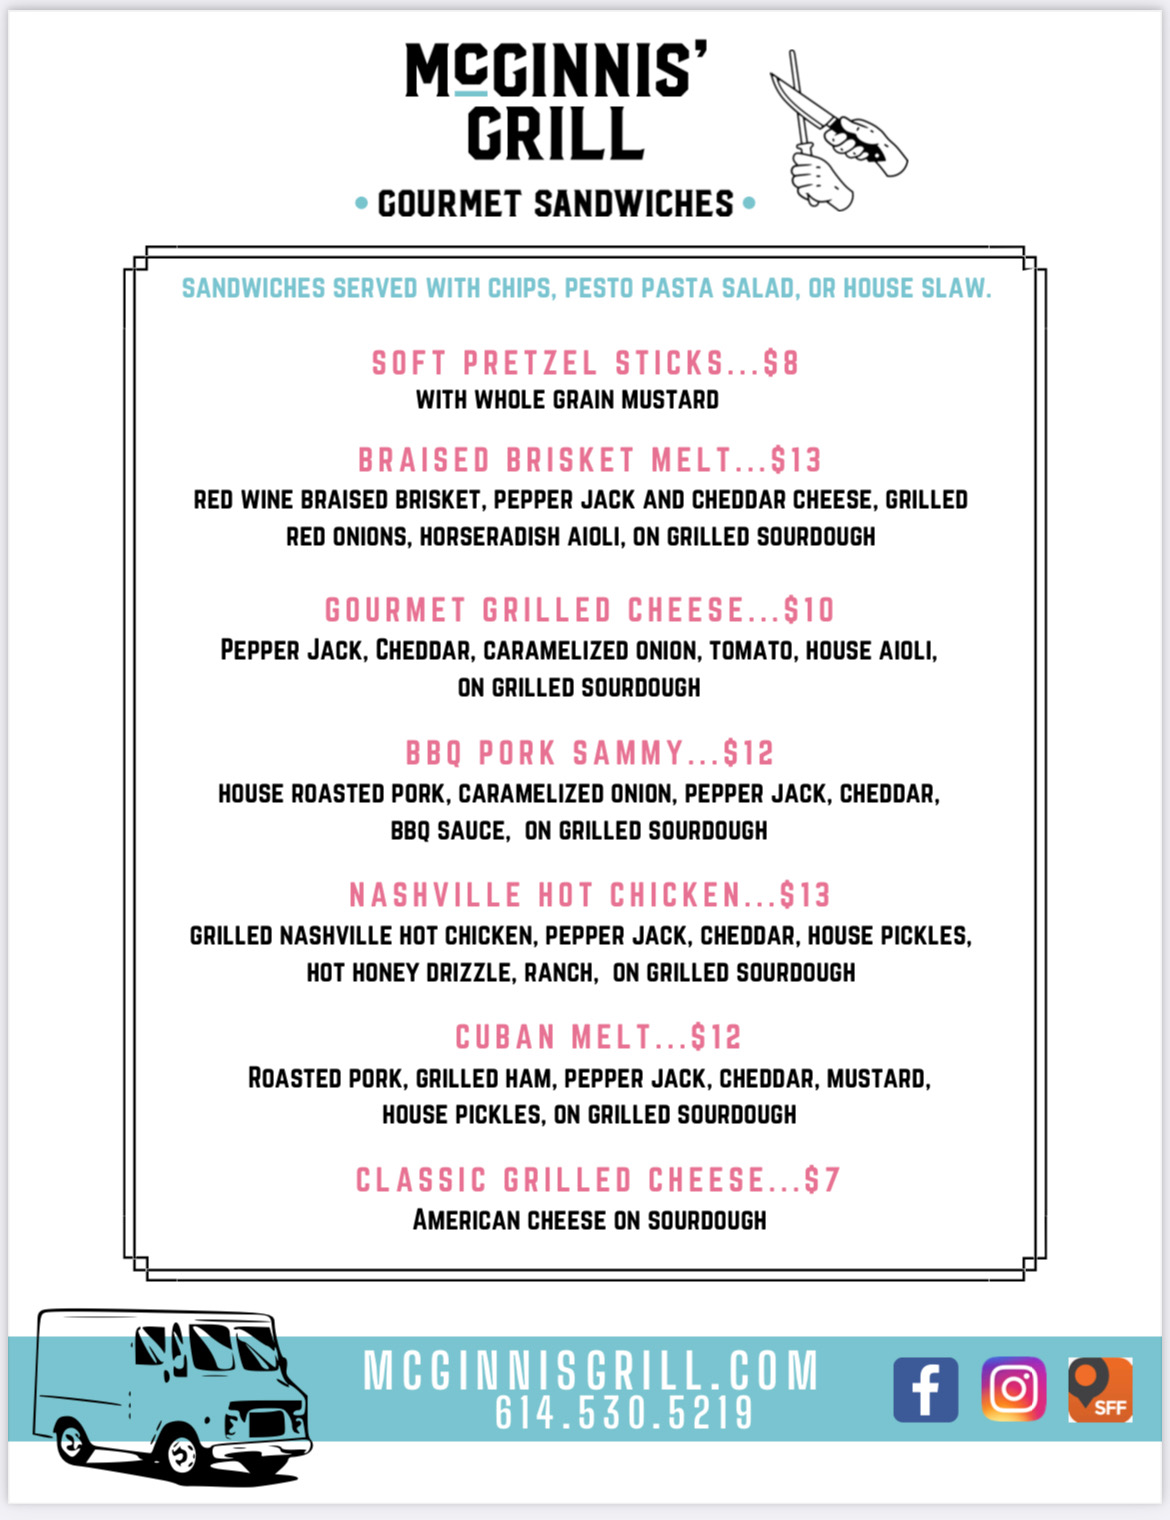 McGINNIS'
GRILL
• GOURMET SANDWICHES •
SANDWICHES SERVED WITH CHIPS, PESTO PASTA SALAD, OR HOUSE SLAW.
SOFT PRETZEL STICKS...$8
WITH WHOLE GRAIN MUSTARD
BRAISED BRISKET MELT...$13
RED WINE BRAISED BRISKET, PEPPER JACK AND CHEDDAR CHEESE, GRILLED
RED ONIONS, HORSERADISH AIOLI, ON GRILLED SOURDOUGH
GOURMET GRILLED CHEESE...$10
PEPPER JACK, CHEDDAR, CARAMELIZED ONION, TOMATO, HOUSE AIOLI,
ON GRILLED SOURDOUGH
BBQ PORK SAMMY...$12
HOUSE ROASTED PORK, CARAMELIZED ONION, PEPPER JACK, CHEDDAR,
BBQ SAUCE, ON GRILLED SOURDOUGH
NASHVILLE HOT CHICKEN...$13
GRILLED NASHVILLE HOT CHICKEN, PEPPER JACK, CHEDDAR, HOUSE PICKLES,
HOT HONEY DRIZZLE, RANCH, ON GRILLED SOURDOUGH
CUBAN MELT...$12
ROASTED PORK, GRILLED HAM, PEPPER JACK, CHEDDAR, MUSTARD,
HOUSE PICKLES, ON GRILLED SOURDOUGH
CLASSIC GRILLED CHEESE...$7
AMERICAN CHEESE ON SOURDOUGH
MCGINNISGRILL.COM
614.530.5219
SFF